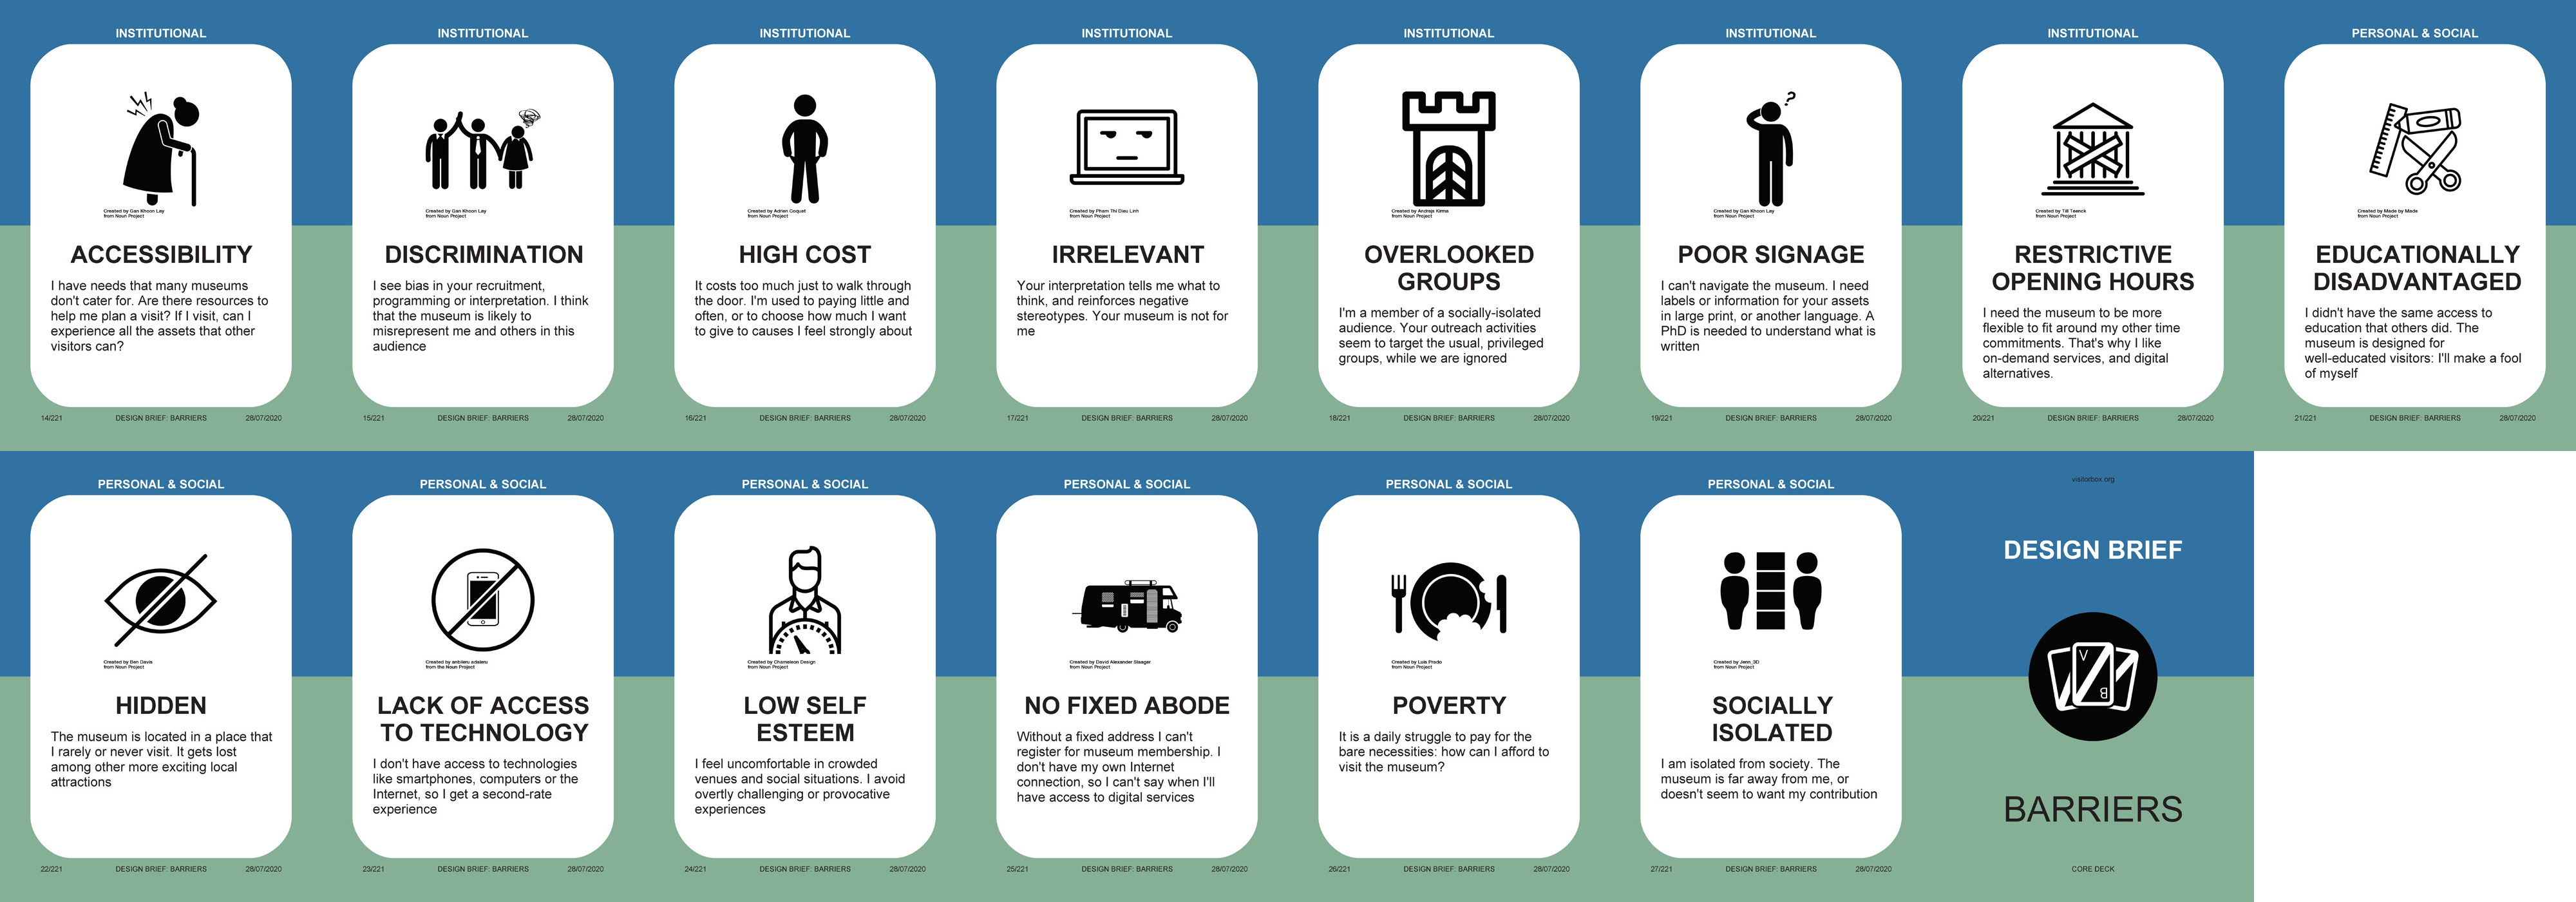 INSTITUTIONAL
Created by Gan Khoon Lay
from Noun Project
ACCESSIBILITY
I have needs that many museums
don't cater for. Are there resources to
help me plan a visit? If I visit, can I
experience all the assets that other
visitors can?
14/221 DESIGN BRIEF: BARRIERS 28/07/2020
INSTITUTIONAL
Created by Gan Khoon Lay
from Noun Project
DISCRIMINATION
I see bias in your recruitment,
programming or interpretation. I think
that the museum is likely to
misrepresent me and others in this
audience
15/221 DESIGN BRIEF: BARRIERS 28/07/2020
INSTITUTIONAL
Created by Adrian Coquet
from Noun Project
HIGH COST
It costs too much just to walk through
the door. I'm used to paying little and
often, or to choose how much I want
to give to causes I feel strongly about
16/221 DESIGN BRIEF: BARRIERS 28/07/2020
INSTITUTIONAL
Created by Pham Thi Dieu Linh
from Noun Project
IRRELEVANT
Your interpretation tells me what to
think, and reinforces negative
stereotypes. Your museum is not for
me
17/221 DESIGN BRIEF: BARRIERS 28/07/2020
INSTITUTIONAL
Created by Andrejs Kirma
from Noun Project
OVERLOOKED
GROUPS
I'm a member of a socially-isolated
audience. Your outreach activities
seem to target the usual, privileged
groups, while we are ignored
18/221 DESIGN BRIEF: BARRIERS 28/07/2020
INSTITUTIONAL
?
Created by Gan Khoon Lay
from Noun Project
POOR SIGNAGE
I can't navigate the museum. I need
labels or information for your assets
in large print, or another language. A
PhD is needed to understand what is
written
19/221 DESIGN BRIEF: BARRIERS 28/07/2020
INSTITUTIONAL
Created by Till Teenck
from Noun Project
RESTRICTIVE
OPENING HOURS
I need the museum to be more
flexible to fit around my other time
commitments. That's why I like
on-demand services, and digital
alternatives.
20/221 DESIGN BRIEF: BARRIERS 28/07/2020
PERSONAL & SOCIAL
Created by Made by Made
from Noun Project
EDUCATIONALLY
DISADVANTAGED
I didn't have the same access to
education that others did. The
museum is designed for
well-educated visitors: I'll make a fool
of myself
21/221 DESIGN BRIEF: BARRIERS 28/07/2020
PERSONAL & SOCIAL
Created by Ben Davis
from Noun Project
HIDDEN
The museum is located in a place that
I rarely or never visit. It gets lost
among other more exciting local
attractions
22/221 DESIGN BRIEF: BARRIERS 28/07/2020
PERSONAL & SOCIAL
Created by anbileru adaleru
from the Noun Project
LACK OF ACCESS
TO TECHNOLOGY
I don't have access to technologies
like smartphones, computers or the
Internet, so I get a second-rate
experience
23/221 DESIGN BRIEF: BARRIERS 28/07/2020
PERSONAL & SOCIAL
Created by Chameleon Design
from Noun Project
LOW SELF
ESTEEM
I feel uncomfortable in crowded
venues and social situations. I avoid
overtly challenging or provocative
experiences
24/221 DESIGN BRIEF: BARRIERS 28/07/2020
PERSONAL & SOCIAL
Created by David Alexander Slaager
from Noun Project
NO FIXED ABODE
Without a fixed address I can't
register for museum membership. I
don't have my own Internet
connection, so I can't say when I'll
have access to digital services
25/221 DESIGN BRIEF: BARRIERS 28/07/2020
PERSONAL & SOCIAL
Created by Luis Prado
from Noun Project
POVERTY
It is a daily struggle to pay for the
bare necessities: how can I afford to
visit the museum?
26/221 DESIGN BRIEF: BARRIERS 28/07/2020
PERSONAL & SOCIAL
Created by Jenn_3D
from Noun Project
SOCIALLY
ISOLATED
I am isolated from society. The
museum is far away from me, or
doesn't seem to want my contribution
27/221 DESIGN BRIEF: BARRIERS 28/07/2020
visitorbox.org
DESIGN BRIEF
V
B
BARRIERS
CORE DECK